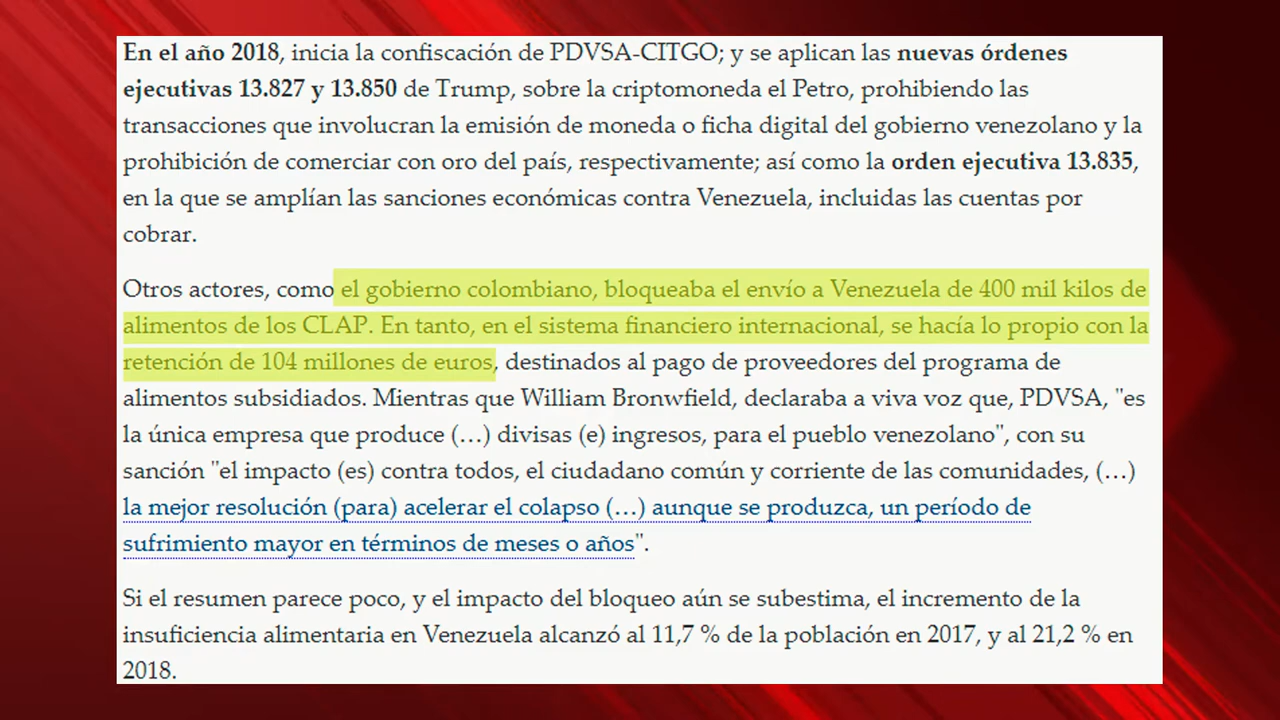 En el año 2018, inicia la confiscación de PDVSA-CITGO; y se aplican las nuevas órdenes
ejecutivas 13.827 y 13.850 de Trump, sobre la criptomoneda el Petro, prohibiendo las
transacciones que involucran la emisión de moneda o ficha digital del gobierno venezolano y la
prohibición de comerciar con oro del país, respectivamente; así como la orden ejecutiva 13.835,
en la que se amplían las sanciones económicas contra Venezuela, incluidas las cuentas por
cobrar.
Otros actores, como el gobierno colombiano, bloqueaba el envío a Venezuela de 400 mil kilos de
alimentos de los CLAP. En tanto, en el sistema financiero internacional, se hacía lo propio con la
retención de 104 millones de euros, destinados al pago de proveedores del programa de
alimentos subsidiados. Mientras que William Bronwfield, declaraba a viva voz que, PDVSA, "es
la única empresa que produce (…) divisas (e) ingresos, para el pueblo venezolano", con su
sanción "el impacto (es) contra todos, el ciudadano común y corriente de las comunidades, (…)
la mejor resolución (para) acelerar el colapso (…) aunque se produzca, un período de
sufrimiento mayor en términos de meses o años".
Si el resumen parece poco, y el impacto del bloqueo aún se subestima, el incremento de la
insuficiencia alimentaria en Venezuela alcanzó al 11,7 % de la población en 2017, y al 21,2 % en
2018.